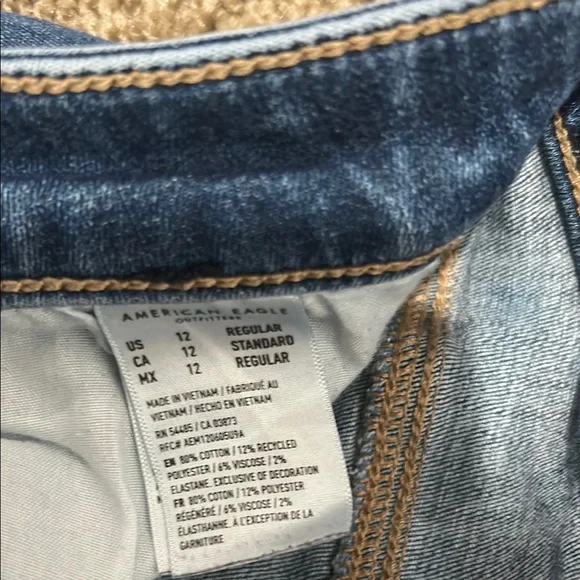 AMERICAN EAGLE
OUTFITTERS
US 12 REGULAR
CA 12 STANDARD
MX 12 REGULAR
MADE IN VIETNAM / FABRIQUÉ AU
VIETNAM / HECHO EN VIETNAM
RN 54485 / CA 03873
RFC# AEM120605U9A
EN 80% COTTON / 12% RECYCLED
POLYESTER / 6% VISCOSE / 2%
ELASTANE. EXCLUSIVE OF DECORATION
FR 80% COTON / 12% POLYESTER
RÉGÉNÉRÉ / 6% VISCOSE / 2%
ÉLASTHANNE. À L'EXCEPTION DE LA
GARNITURE